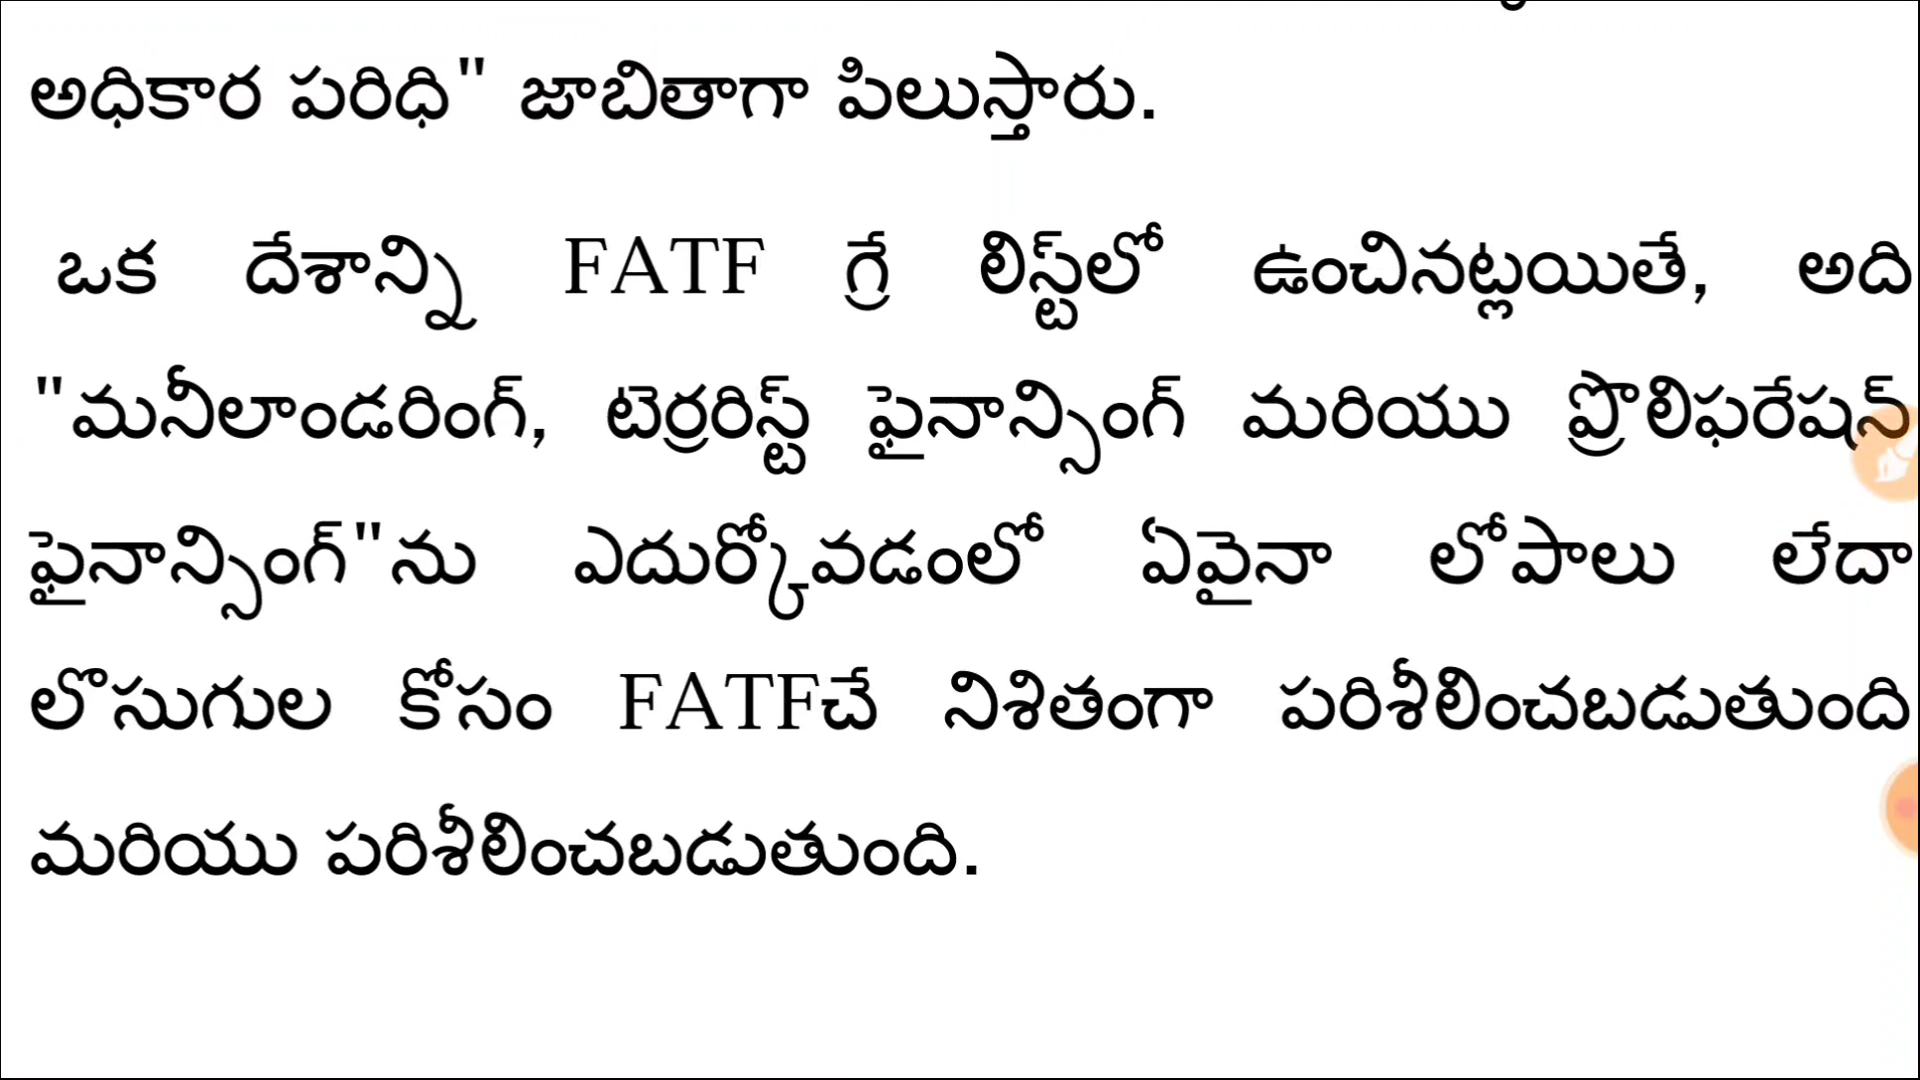 అధికార పరిధి" జాబితాగా పిలుస్తారు.
ఒక దేశాన్ని FATF గ్రే లిస్ట్‌లో ఉంచినట్లయితే, అది
"మనీలాండరింగ్, టెర్రరిస్ట్ ఫైనాన్సింగ్ మరియు ప్రొలిఫరేషన్
ఫైనాన్సింగ్"ను ఎదుర్కోవడంలో ఏవైనా లోపాలు లేదా
లొసుగుల కోసం FATFచే నిశితంగా పరిశీలించబడుతుంది
మరియు పరిశీలించబడుతుంది.